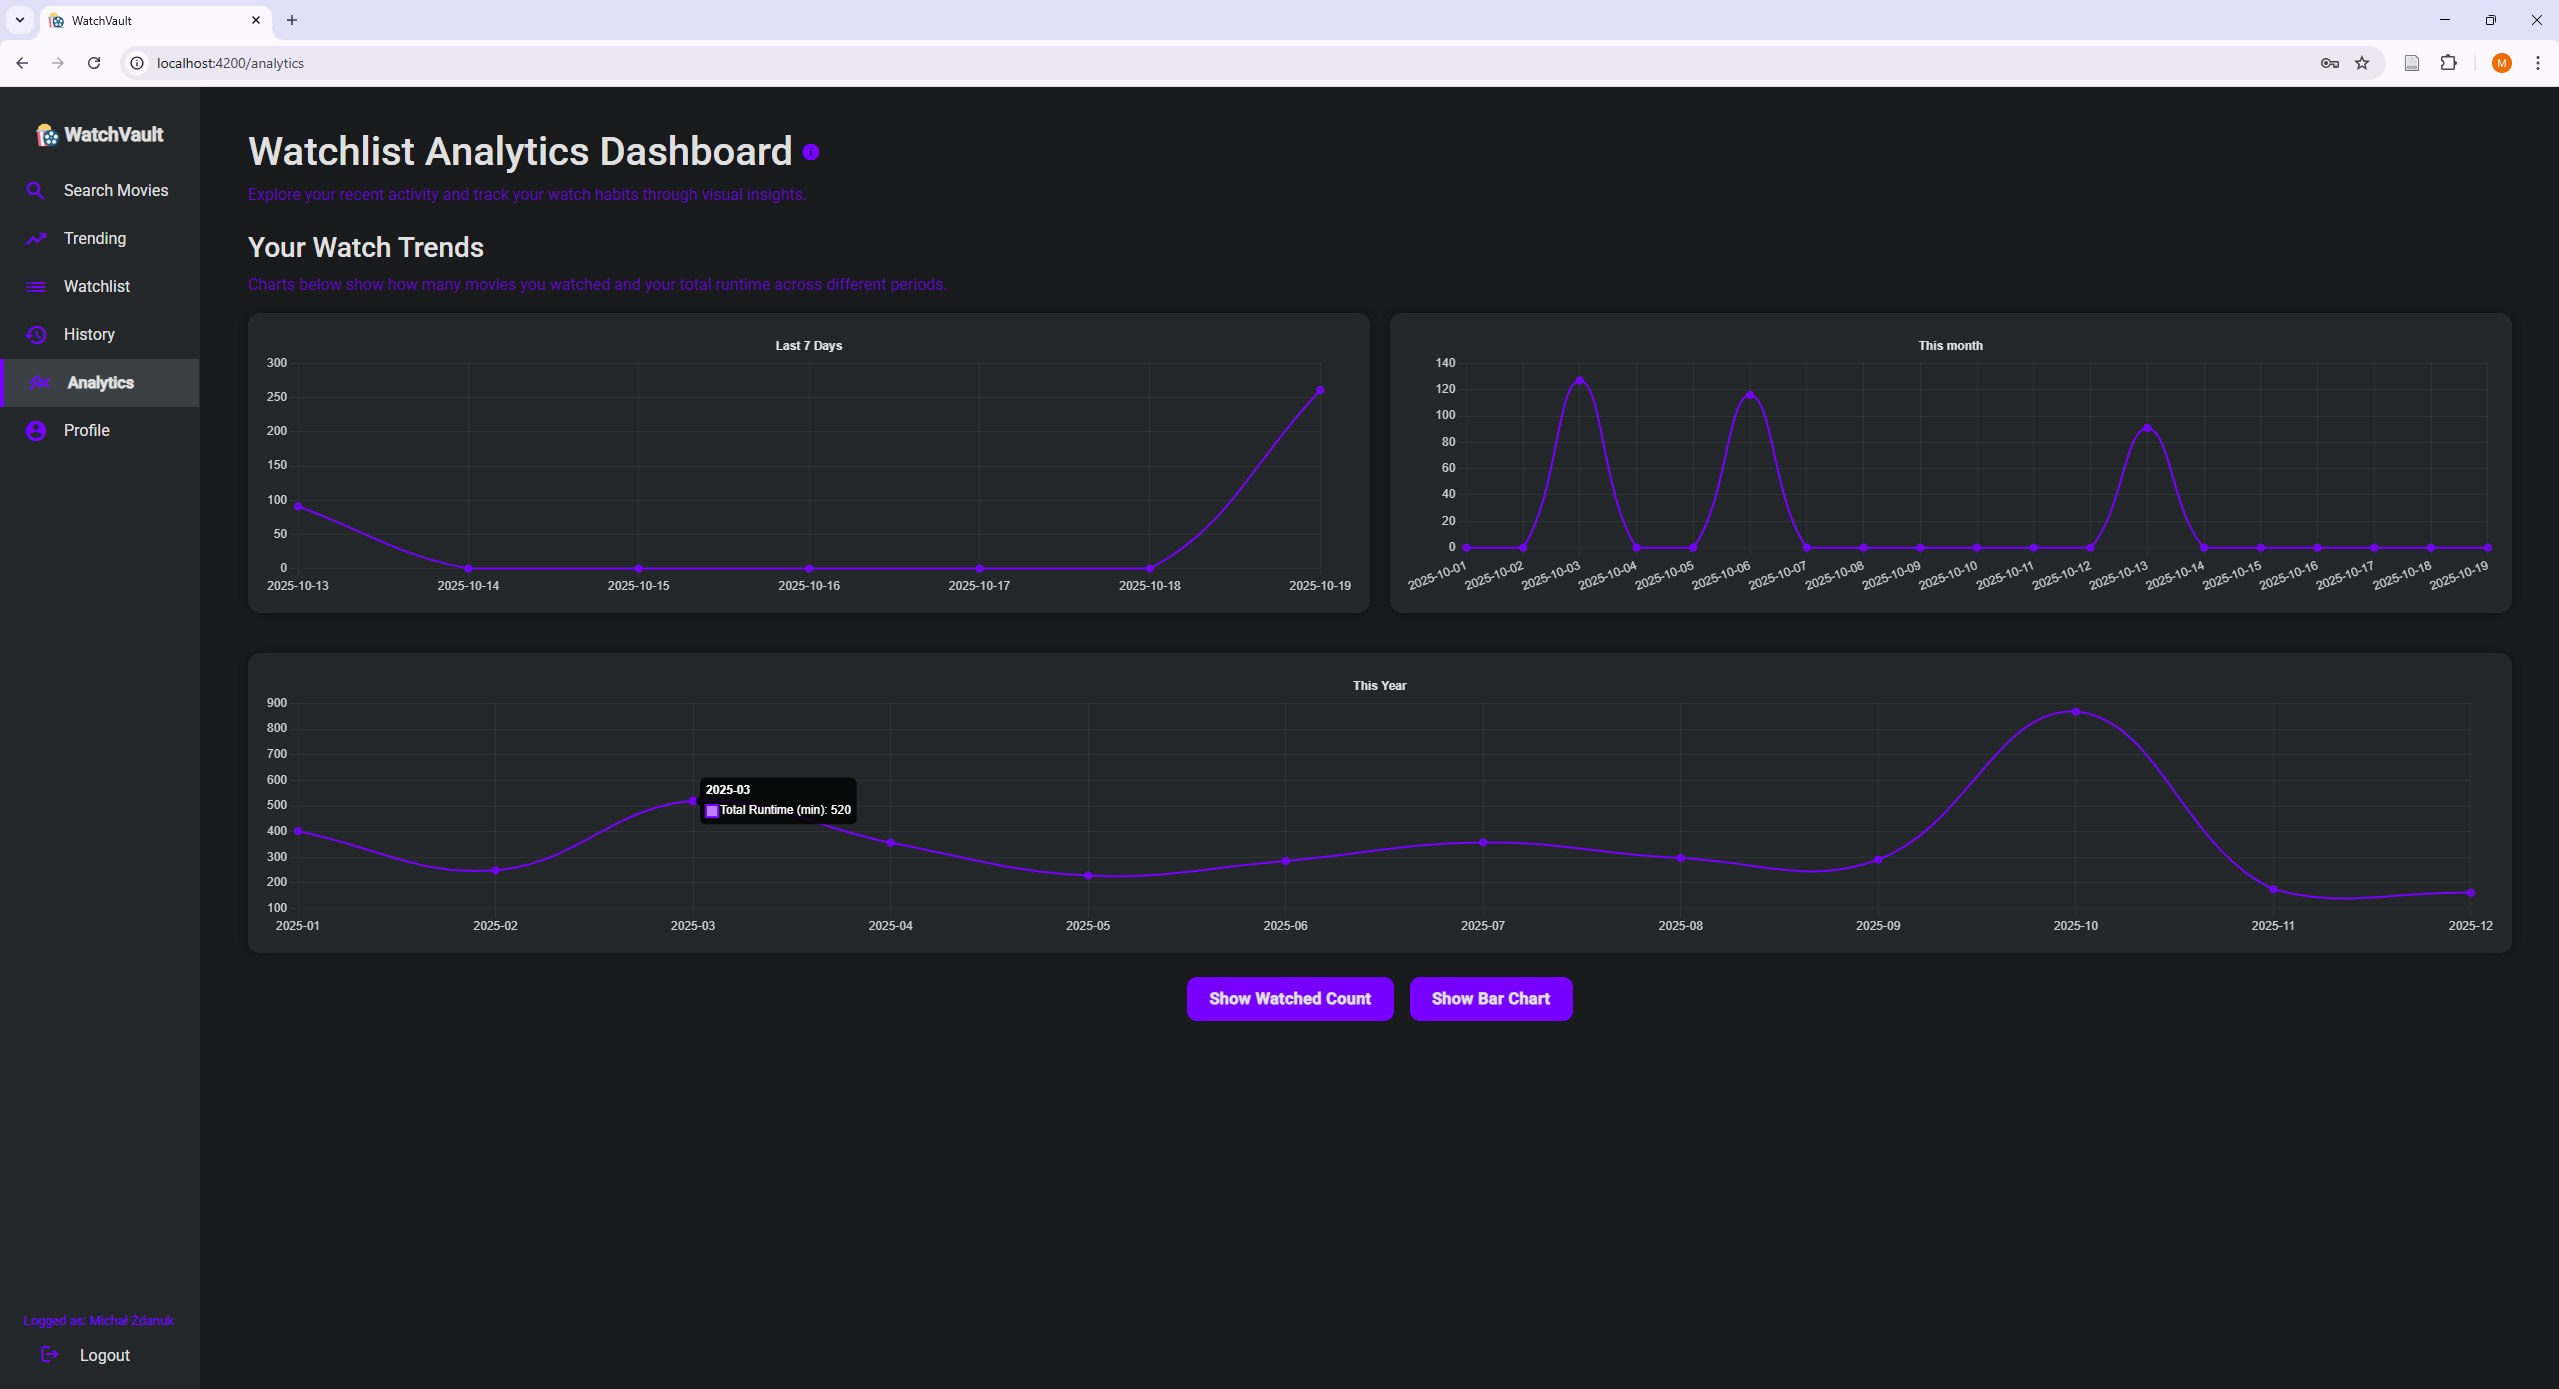 WatchVault
localhost:4200/analytics
M
WatchVault
Search Movies
Trending
Watchlist
History
Analytics
Profile
Logged as: Michał Żdanuk
Logout
Watchlist Analytics Dashboard
Explore your recent activity and track your watch habits through visual insights.
Your Watch Trends
Charts below show how many movies you watched and your total runtime across different periods.
Last 7 Days
300
250
200
150
100
50
0
2025-10-13 2025-10-14 2025-10-15 2025-10-16 2025-10-17 2025-10-18 2025-10-19
This month
140
120
100
80
60
40
20
0
2025-10-01 2025-10-02 2025-10-03 2025-10-04 2025-10-05 2025-10-06 2025-10-07 2025-10-08 2025-10-09 2025-10-10 2025-10-11 2025-10-12 2025-10-13 2025-10-14 2025-10-15 2025-10-16 2025-10-17 2025-10-18 2025-10-19
This Year
900
800
700
600
500
400
300
200
100
2025-03
Total Runtime (min): 520
2025-01 2025-02 2025-03 2025-04 2025-05 2025-06 2025-07 2025-08 2025-09 2025-10 2025-11 2025-12
Show Watched Count
Show Bar Chart